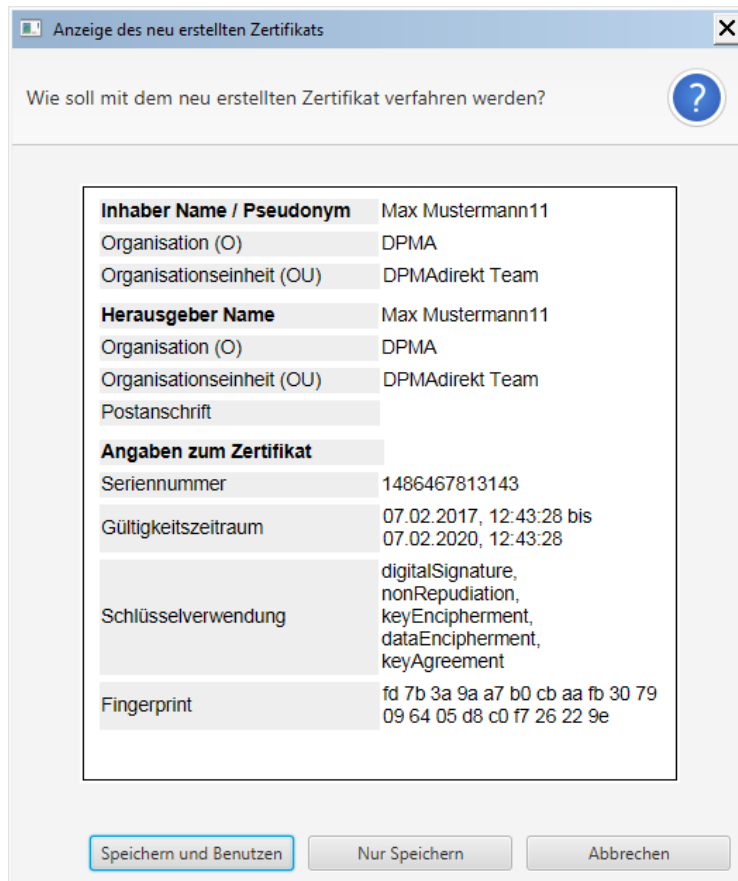 Anzeige des neu erstellten Zertifikats
Wie soll mit dem neu erstellten Zertifikat verfahren werden?
?
Inhaber Name / Pseudonym Max Mustermann11
Organisation (O) DPMA
Organisationseinheit (OU) DPMAdirekt Team
Herausgeber Name Max Mustermann11
Organisation (O) DPMA
Organisationseinheit (OU) DPMAdirekt Team
Postanschrift
Angaben zum Zertifikat
Seriennummer 1486467813143
Gültigkeitszeitraum 07.02.2017, 12:43:28 bis
07.02.2020, 12:43:28
Schlüsselverwendung digitalSignature,
nonRepudiation,
keyEncipherment,
dataEncipherment,
keyAgreement
Fingerprint fd 7b 3a 9a a7 b0 cb aa fb 30 79
09 64 05 d8 c0 f7 26 22 9e
Speichern und Benutzen Nur Speichern Abbrechen